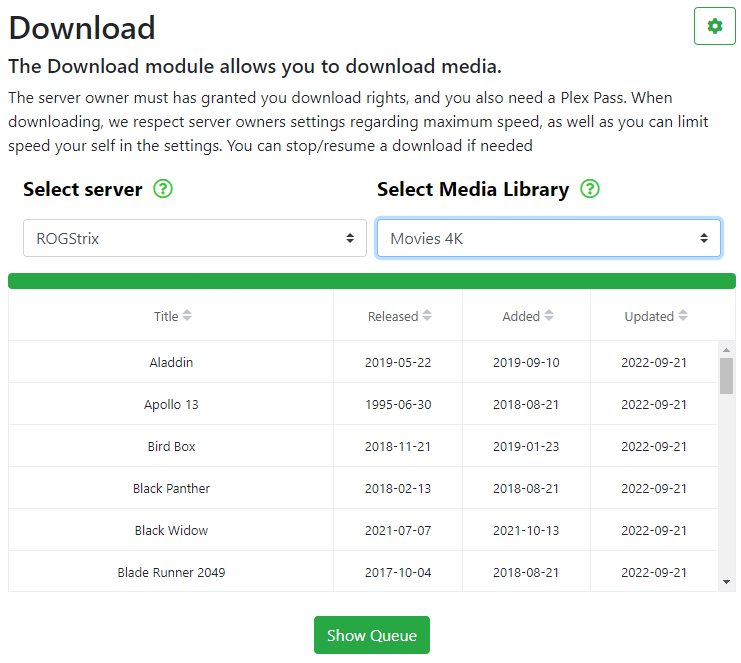 Download
The Download module allows you to download media.
The server owner must has granted you download rights, and you also need a Plex Pass. When
downloading, we respect server owners settings regarding maximum speed, as well as you can limit
speed your self in the settings. You can stop/resume a download if needed
Select server ? Select Media Library ?
ROGStrix Movies 4K
Title Released Added Updated
Aladdin 2019-05-22 2019-09-10 2022-09-21
Apollo 13 1995-06-30 2018-08-21 2022-09-21
Bird Box 2018-11-21 2019-01-23 2022-09-21
Black Panther 2018-02-13 2018-08-21 2022-09-21
Black Widow 2021-07-07 2021-10-13 2022-09-21
Blade Runner 2049 2017-10-04 2018-08-21 2022-09-21
Show Queue